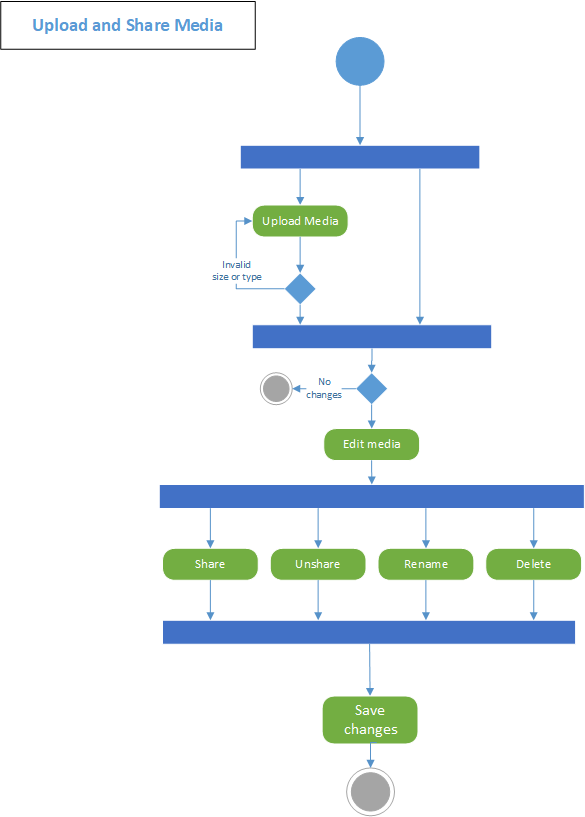 Upload and Share Media
Upload Media
Invalid
size or type
No
changes
Edit media
Share
Unshare
Rename
Delete
Save
changes